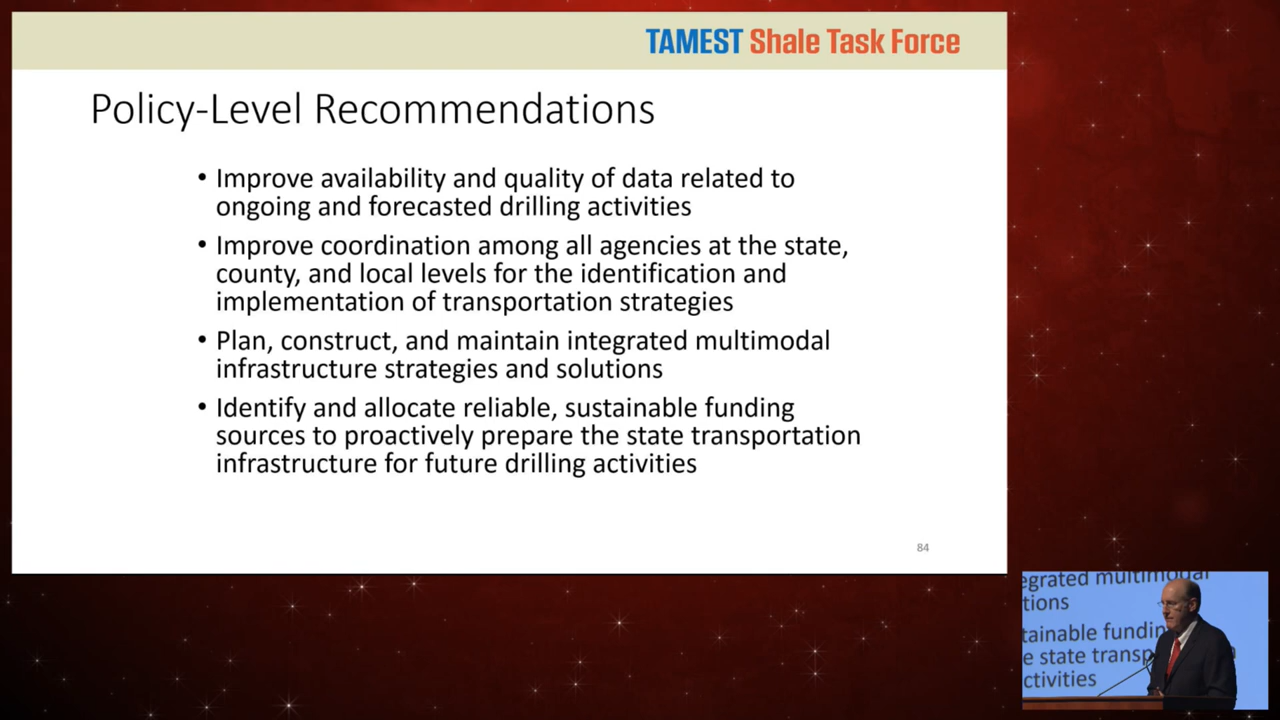 TAMEST Shale Task Force
Policy-Level Recommendations
• Improve availability and quality of data related to
ongoing and forecasted drilling activities
• Improve coordination among all agencies at the state,
county, and local levels for the identification and
implementation of transportation strategies
• Plan, construct, and maintain integrated multimodal
infrastructure strategies and solutions
• Identify and allocate reliable, sustainable funding
sources to proactively prepare the state transportation
infrastructure for future drilling activities
84
egrated multimodal
tions
tainable fundin
e state transp
ctivities